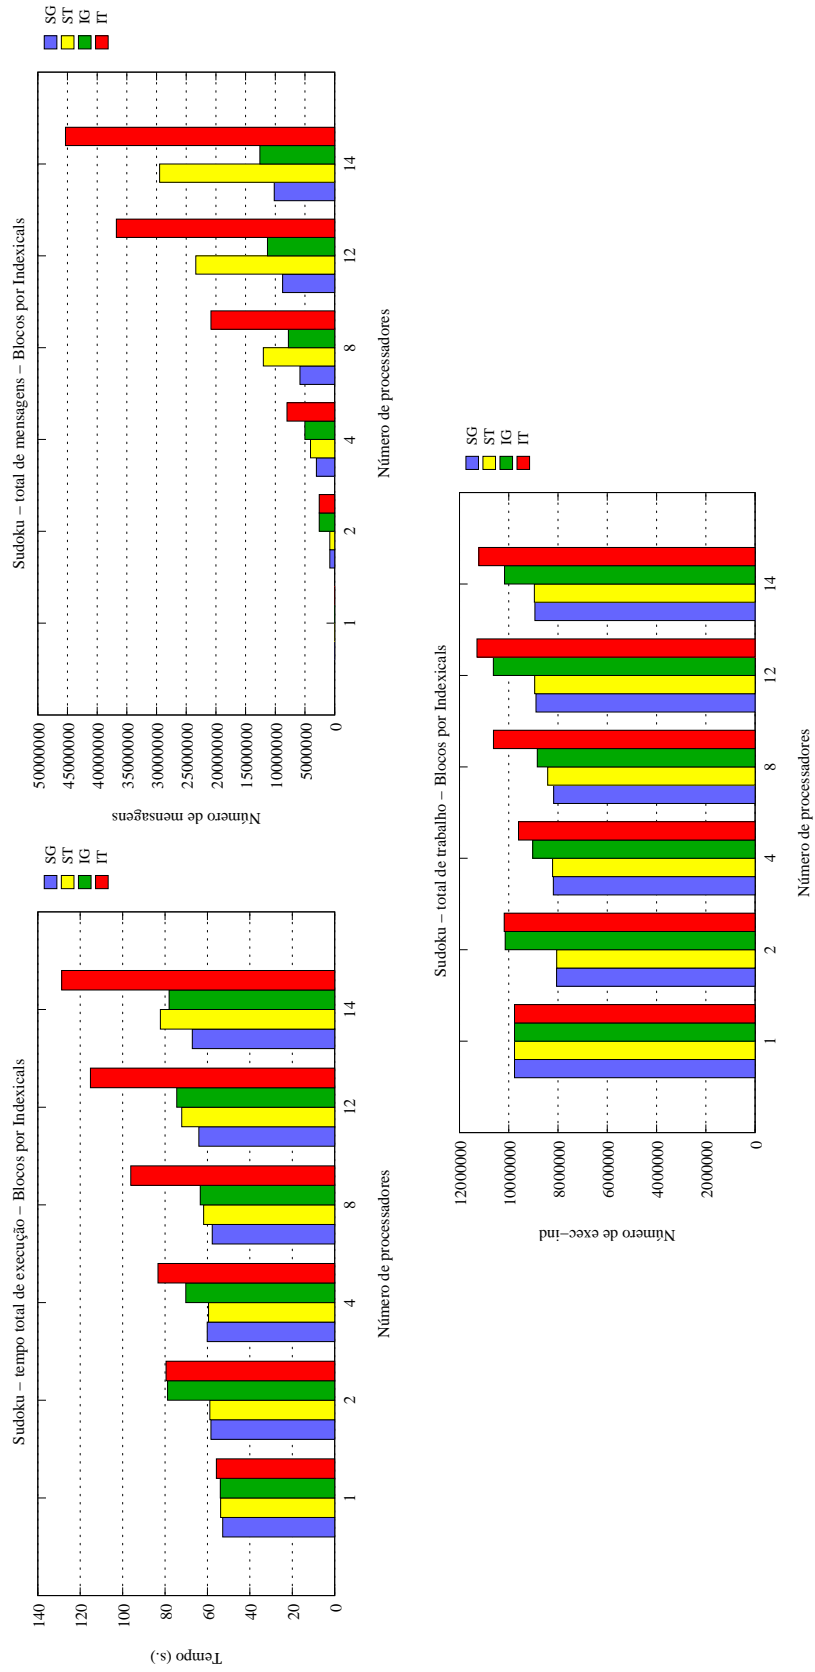 Sudoku – tempo total de execução – Blocos por Indexicals
Tempo (s.)
140
120
100
80
60
40
20
0
1 2 4 8 12 14
Número de processadores
SG
ST
IG
IT
Sudoku – total de mensagens – Blocos por Indexicals
Número de mensagens
50000000
45000000
40000000
35000000
30000000
25000000
20000000
15000000
10000000
5000000
0
1 2 4 8 12 14
Número de processadores
SG
ST
IG
IT
Sudoku – total de trabalho – Blocos por Indexicals
Número de exec–ind
12000000
10000000
8000000
6000000
4000000
2000000
0
1 2 4 8 12 14
Número de processadores
SG
ST
IG
IT